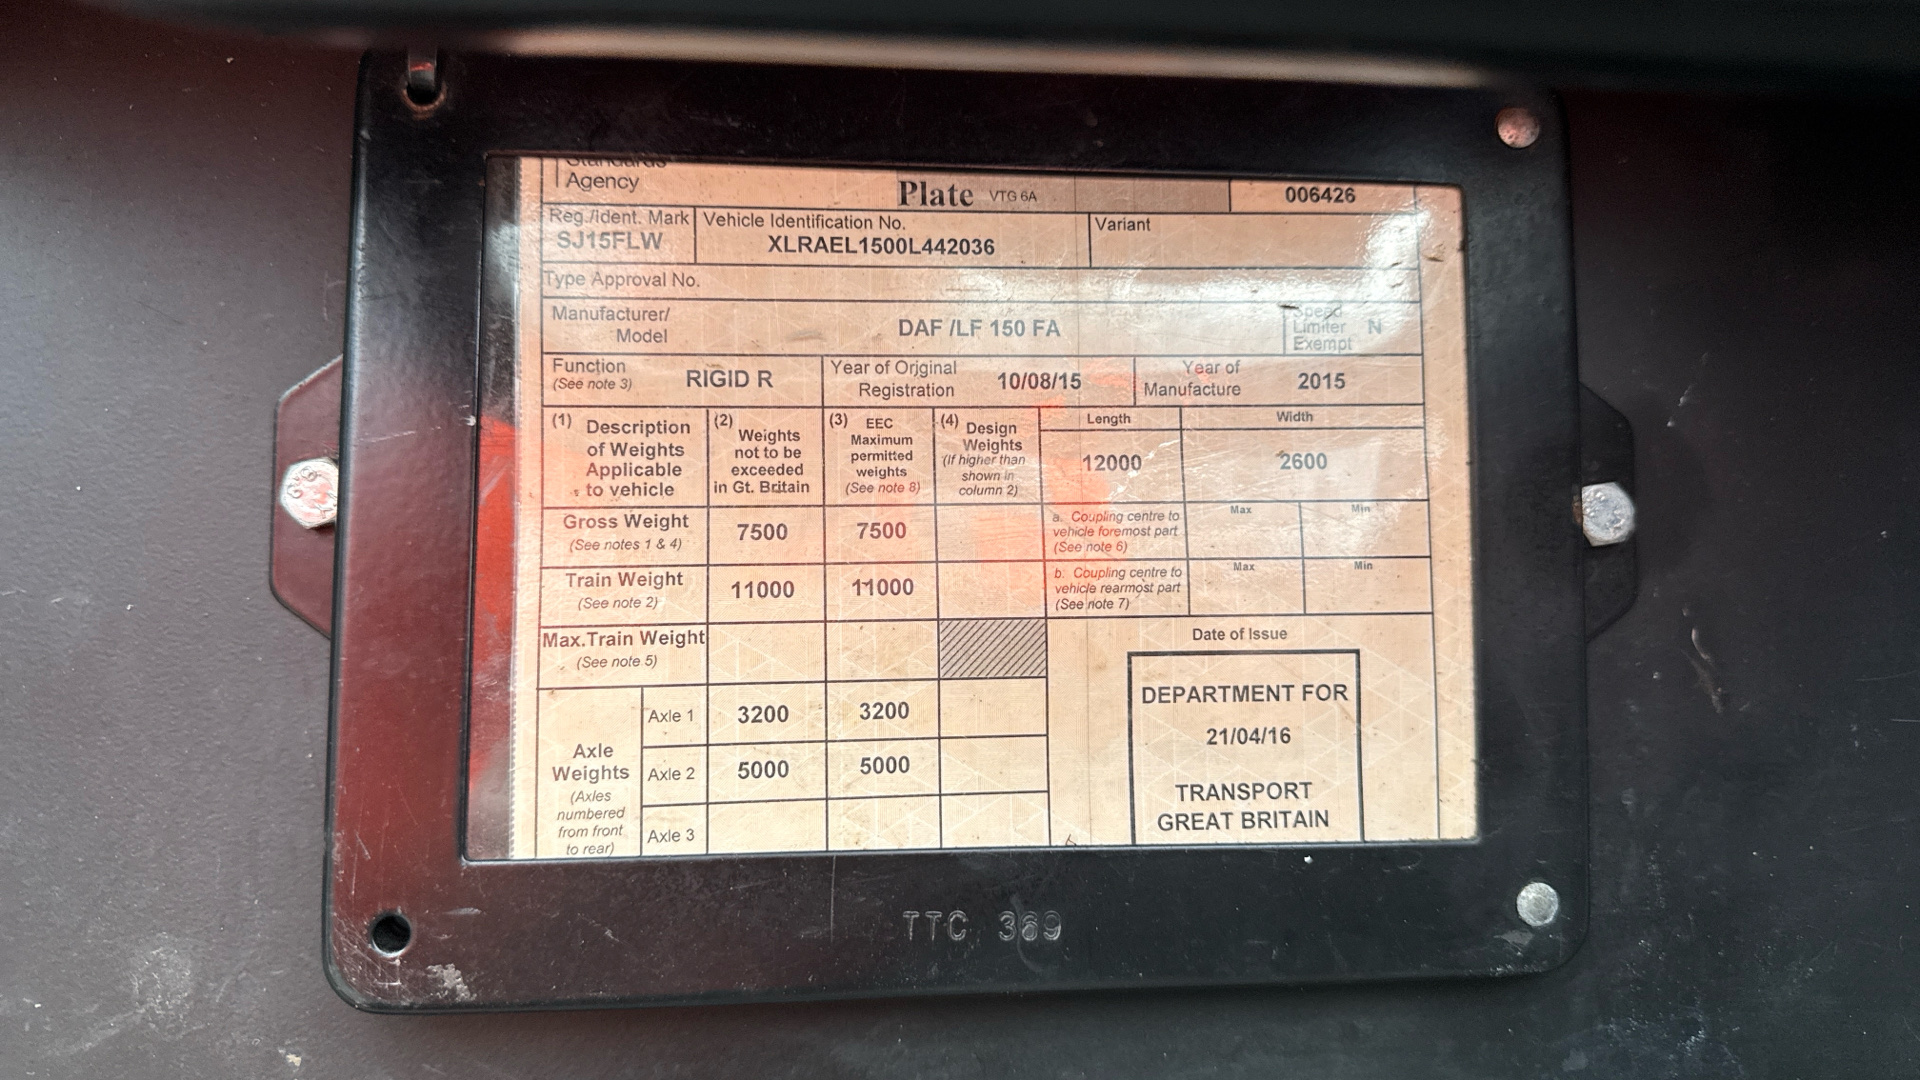 Standards
Agency
Plate VTG 6A
006426
Reg./Ident. Mark
SJ15FLW
Vehicle Identification No.
XLRAEL1500L442036
Variant
Type Approval No.
Manufacturer/
Model
DAF /LF 150 FA
Speed
Limiter
Exempt
N
Function
(See note 3)
RIGID R
Year of Original
Registration
10/08/15
Year of
Manufacture
2015
(1) Description
of Weights
Applicable
to vehicle
(2) Weights
not to be
exceeded
in Gt. Britain
(3) EEC
Maximum
permitted
weights
(See note 8)
(4) Design
Weights
(If higher than
shown in
column 2)
Length
12000
Width
2600
Gross Weight
(See notes 1 & 4)
7500
7500
a. Coupling centre to
vehicle foremost part
(See note 6)
Max
Min
Train Weight
(See note 2)
11000
11000
b. Coupling centre to
vehicle rearmost part
(See note 7)
Max
Min
Max.Train Weight
(See note 5)
Date of Issue
DEPARTMENT FOR
21/04/16
TRANSPORT
GREAT BRITAIN
Axle
Weights
(Axles
numbered
from front
to rear)
Axle 1
3200
3200
Axle 2
5000
5000
Axle 3
TTC 369